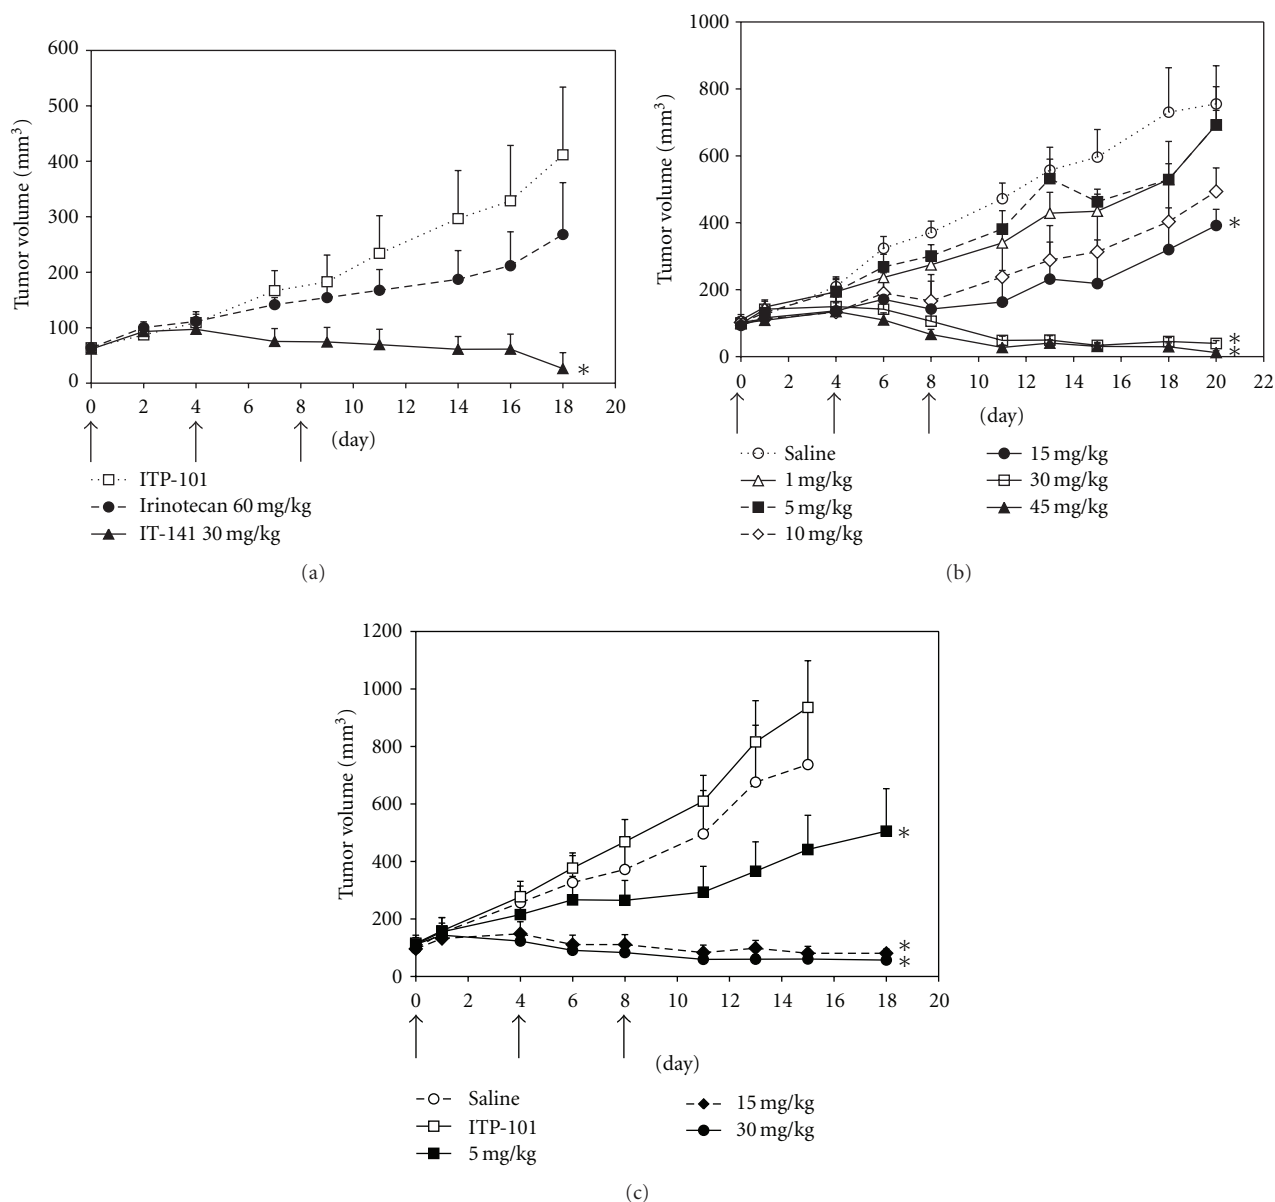 600
500
400
300
200
100
0
Tumor volume (mm³)
0 2 4 6 8 10 12 14 16 18 20
(day)
ITP-101
Irinotecan 60 mg/kg
IT-141 30 mg/kg
(a)
1000
800
600
400
200
0
Tumor volume (mm³)
0 2 4 6 8 10 12 14 16 18 20 22
(day)
Saline
1 mg/kg
5 mg/kg
10 mg/kg
15 mg/kg
30 mg/kg
45 mg/kg
(b)
1200
1000
800
600
400
200
0
Tumor volume (mm³)
0 2 4 6 8 10 12 14 16 18 20
(day)
Saline
ITP-101
5 mg/kg
15 mg/kg
30 mg/kg
(c)